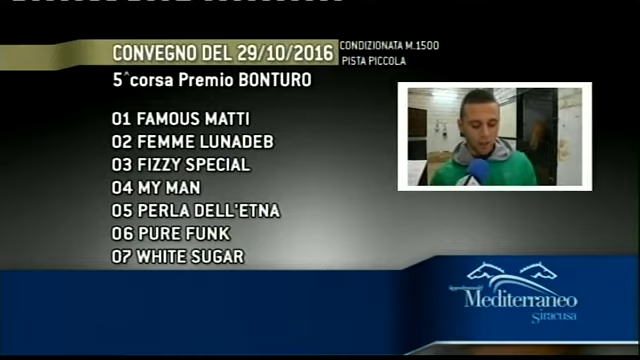 CONVEGNO DEL 29/10/2016
CONDIZIONATA M.1500
PISTA PICCOLA
5^corsa Premio BONTURO
01 FAMOUS MATTI
02 FEMME LUNADEB
03 FIZZY SPECIAL
04 MY MAN
05 PERLA DELL'ETNA
06 PURE FUNK
07 WHITE SUGAR
Mediterraneo
Siracusa